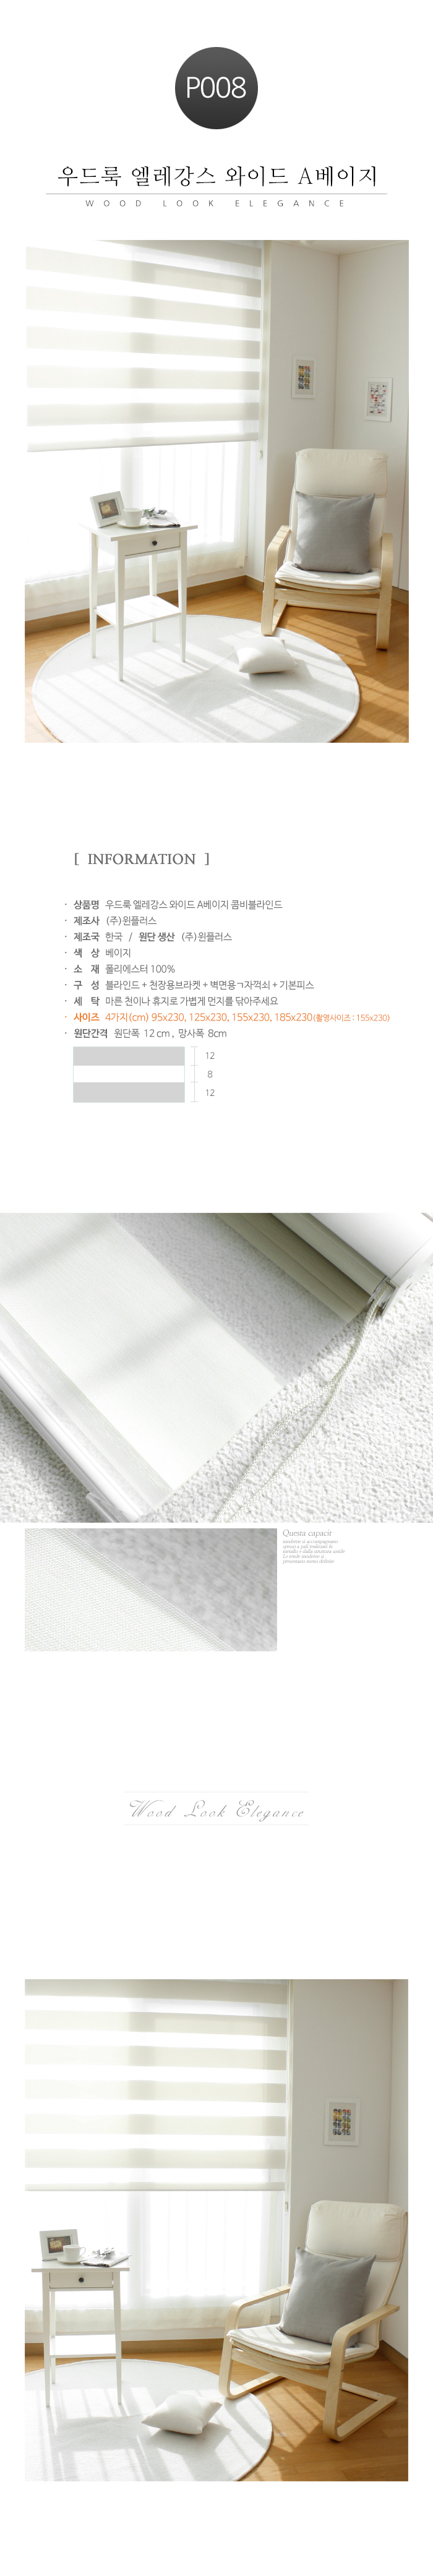 P008
우드룩 엘레강스 와이드 A베이지
WOOD LOOK ELEGANCE
[ INFORMATION ]
· 상품명 우드룩 엘레강스 와이드 A베이지 콤비블라인드
· 제조사 (주)윈플러스
· 제조국 한국 / 원단 생산 (주)윈플러스
· 색 상 베이지
· 소 재 폴리에스터 100%
· 구 성 블라인드 + 천장용브라켓 + 벽면용ㄱ자꺽쇠 + 기본피스
· 세 탁 마른 천이나 휴지로 가볍게 먼지를 닦아주세요
· 사이즈 4가지(cm) 95x230, 125x230, 155x230, 185x230(촬영사이즈 : 155x230)
· 원단간격 원단폭 12 cm , 망사폭 8cm
12
8
12
Questa capacit
Wood Look Elegance